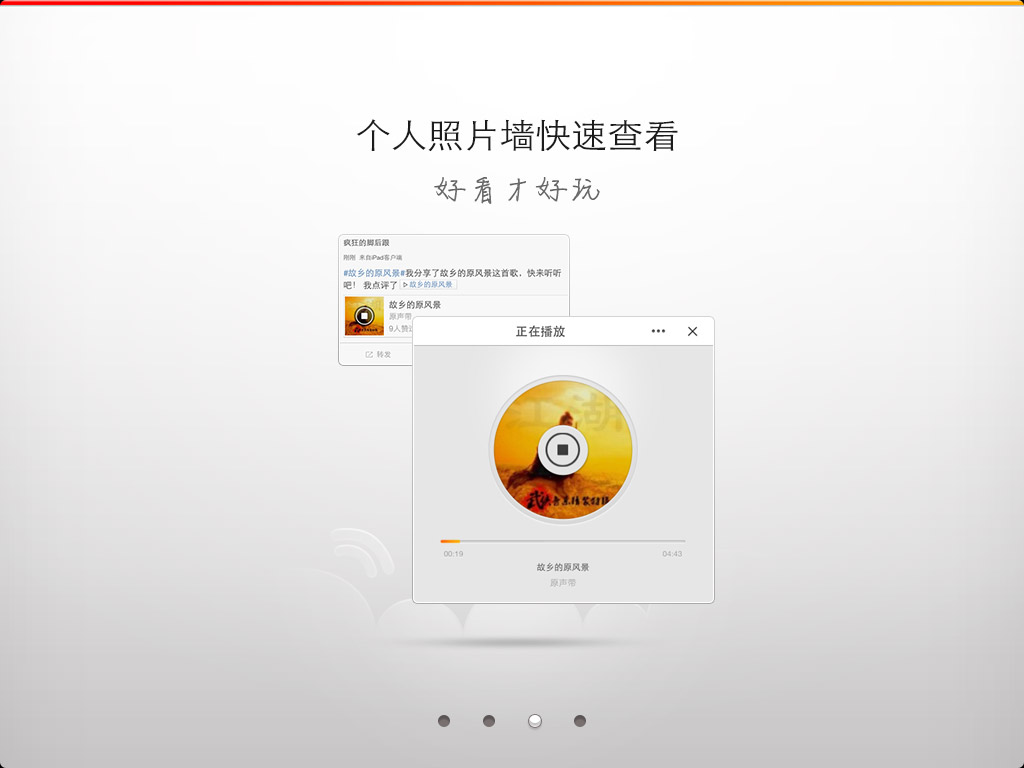 个人照片墙快速查看
好看才好玩
疯狂的脚后跟
刚刚 来自iPad客户端
#故乡的原风景#我分享了故乡的原风景这首歌，快来听听
吧！ 我点评了 故乡的原风景
故乡的原风景
原声带
9人赞
转发
正在播放
江湖
00:19
04:43
故乡的原风景
原声带